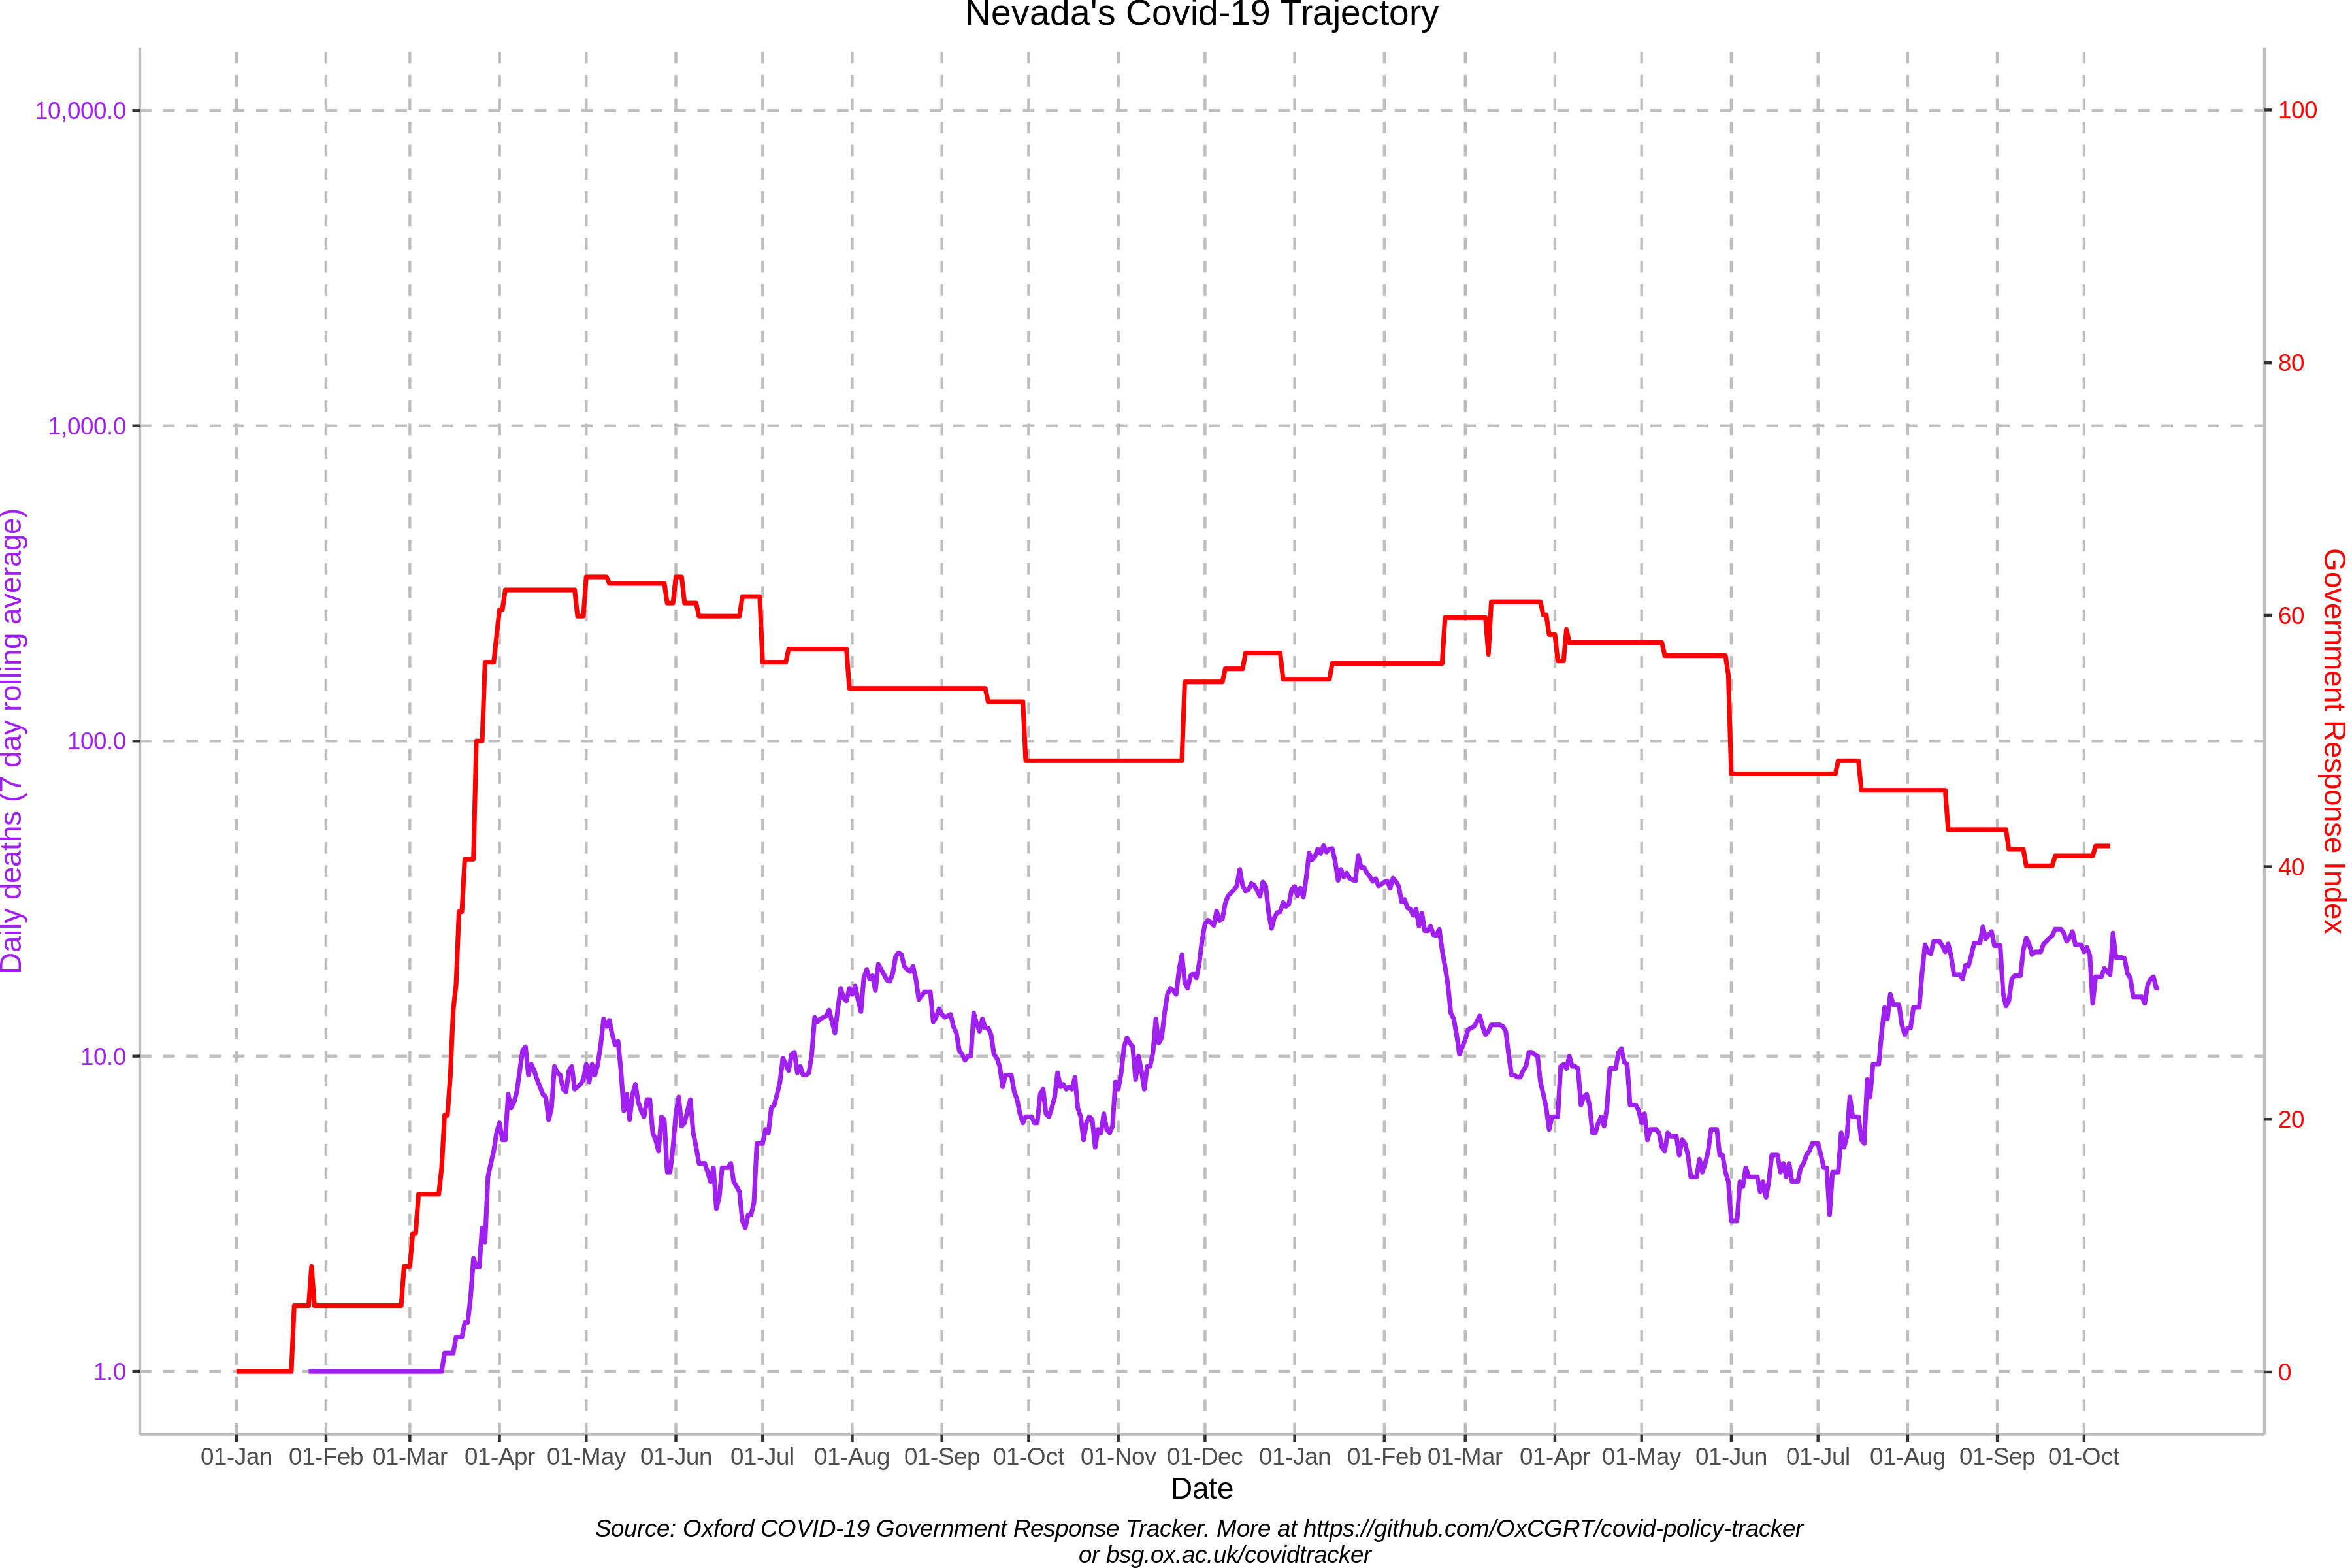 Nevada's Covid-19 Trajectory
10,000.0
1,000.0
100.0
10.0
1.0
Daily deaths (7 day rolling average)
100
80
60
40
20
0
Government Response Index
01-Jan 01-Feb 01-Mar 01-Apr 01-May 01-Jun 01-Jul 01-Aug 01-Sep 01-Oct 01-Nov 01-Dec 01-Jan 01-Feb 01-Mar 01-Apr 01-May 01-Jun 01-Jul 01-Aug 01-Sep 01-Oct
Date
Source: Oxford COVID-19 Government Response Tracker. More at https://github.com/OxCGRT/covid-policy-tracker
or bsg.ox.ac.uk/covidtracker